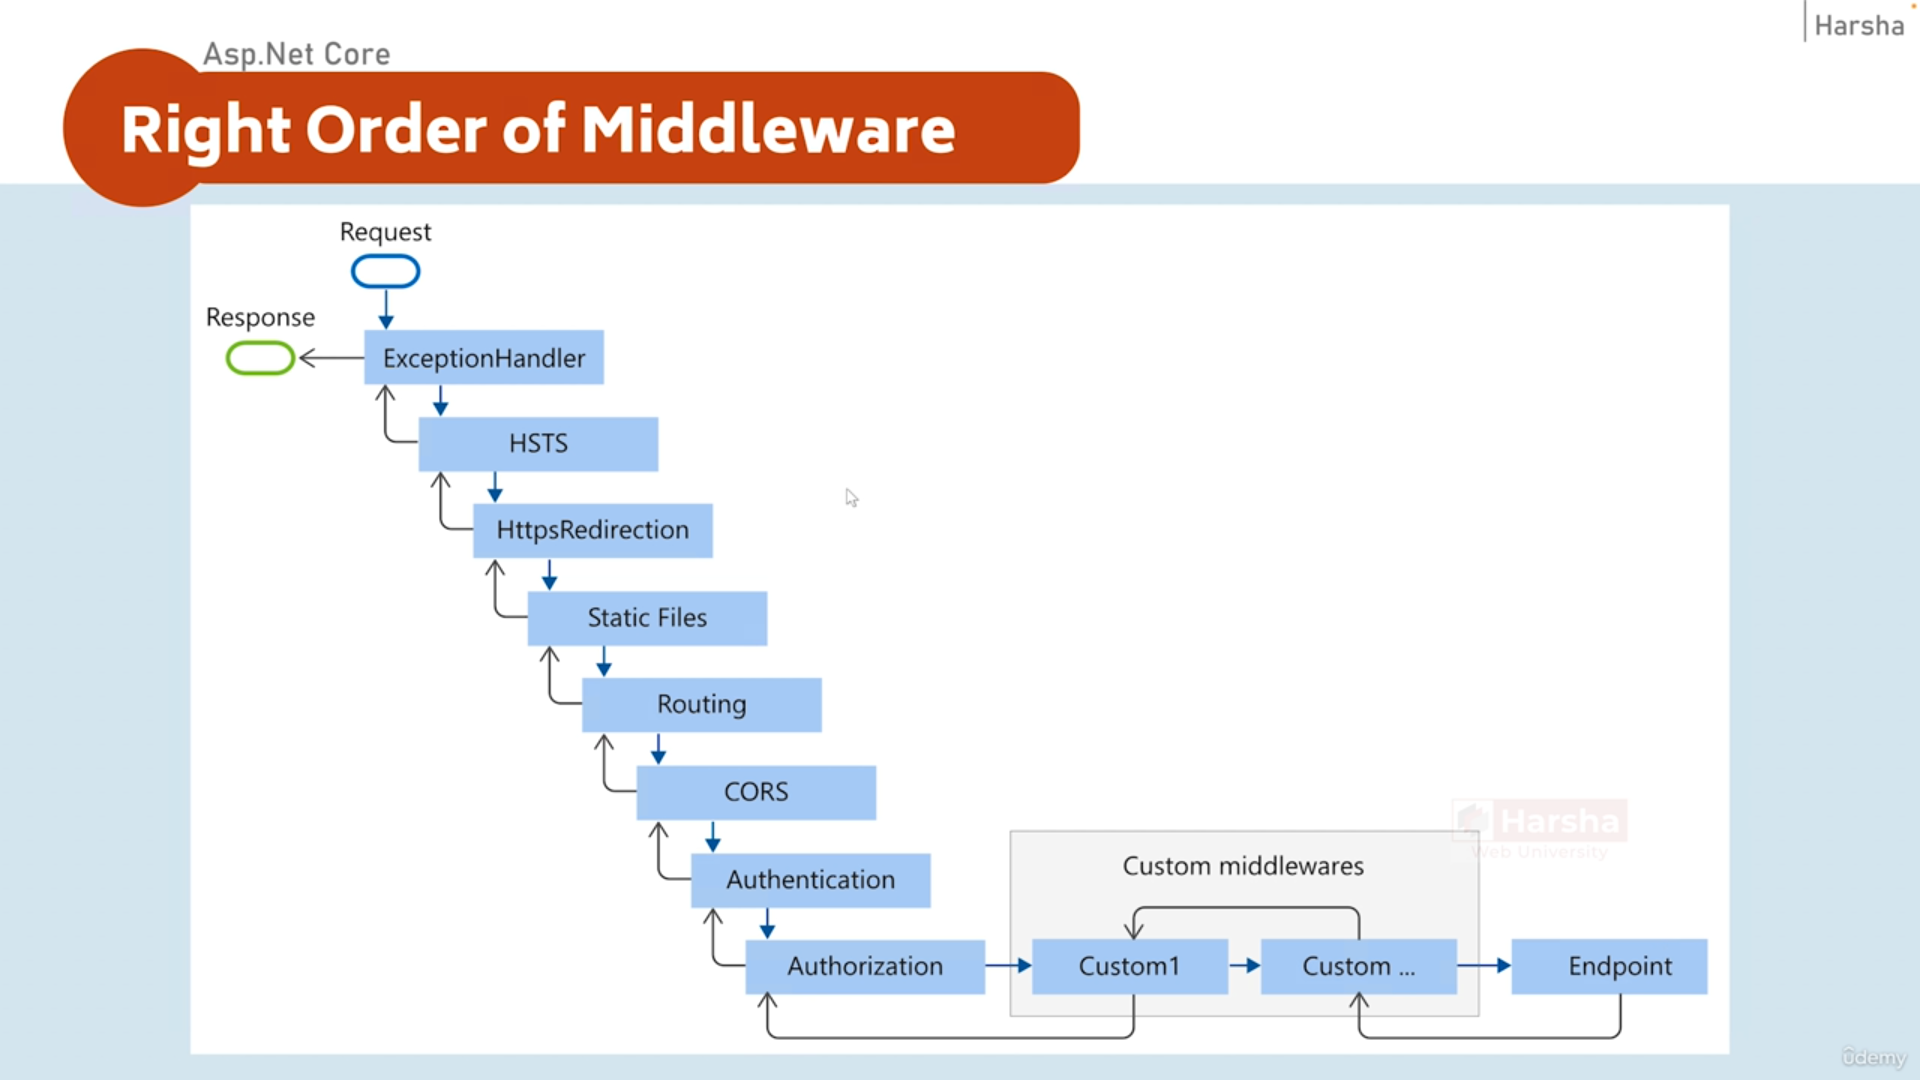 Harsha
Asp.Net Core
Right Order of Middleware
Request
Response
ExceptionHandler
HSTS
HttpsRedirection
Static Files
Routing
CORS
Harsha
Web University
Authentication
Custom middlewares
Authorization
Custom1
Custom ...
Endpoint
ûdemy